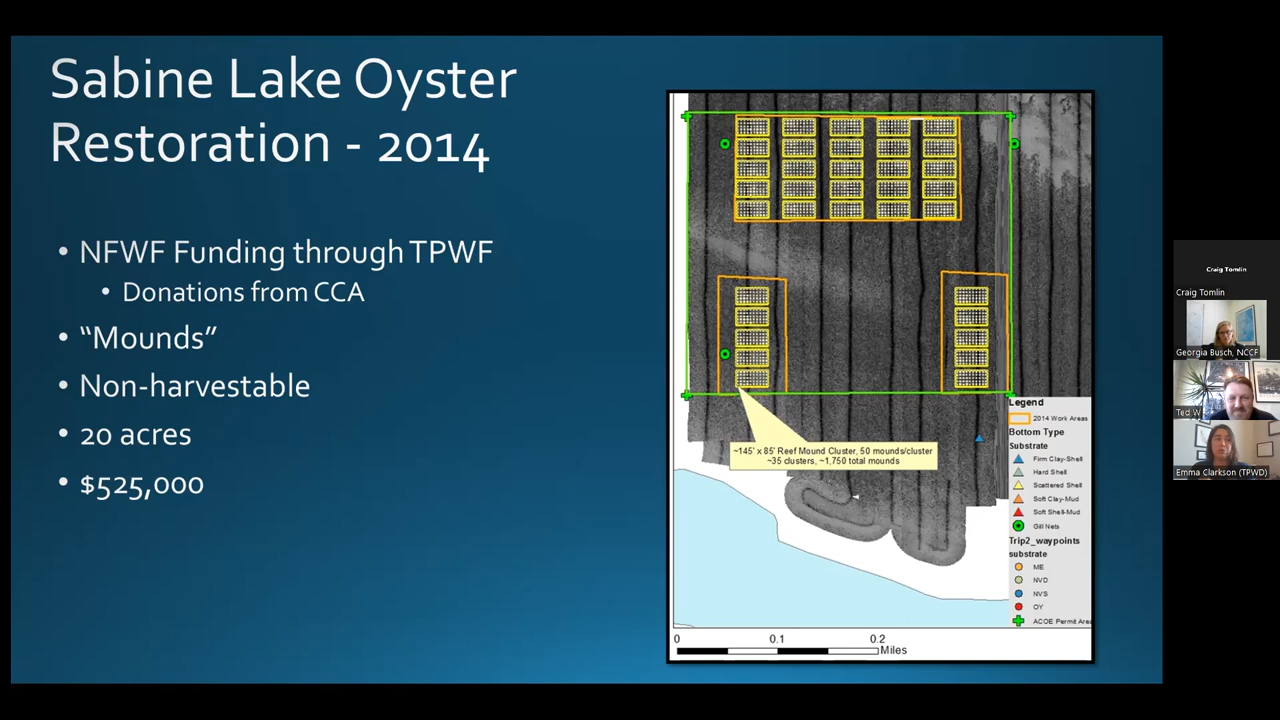 Sabine Lake Oyster
Restoration - 2014
• NFWF Funding through TPWF
• Donations from CCA
• “Mounds”
• Non-harvestable
• 20 acres
• $525,000
~145' x 85' Reef Mound Cluster, 50 mounds/cluster
~35 clusters, ~1,750 total mounds
Legend
2014 Work Areas
Bottom Type
Substrate
Firm Clay-Shell
Hard Shell
Scattered Shell
Soft Clay-Mud
Soft Shell-Mud
Gill Nets
Trip2_waypoints
substrate
ME
NVD
NVS
OY
ACOE Permit Area
0 0.1 0.2
Miles
Craig Tomlin
Craig Tomlin
Georgia Busch, NCCF
Ted W
Emma Clarkson (TPWD)